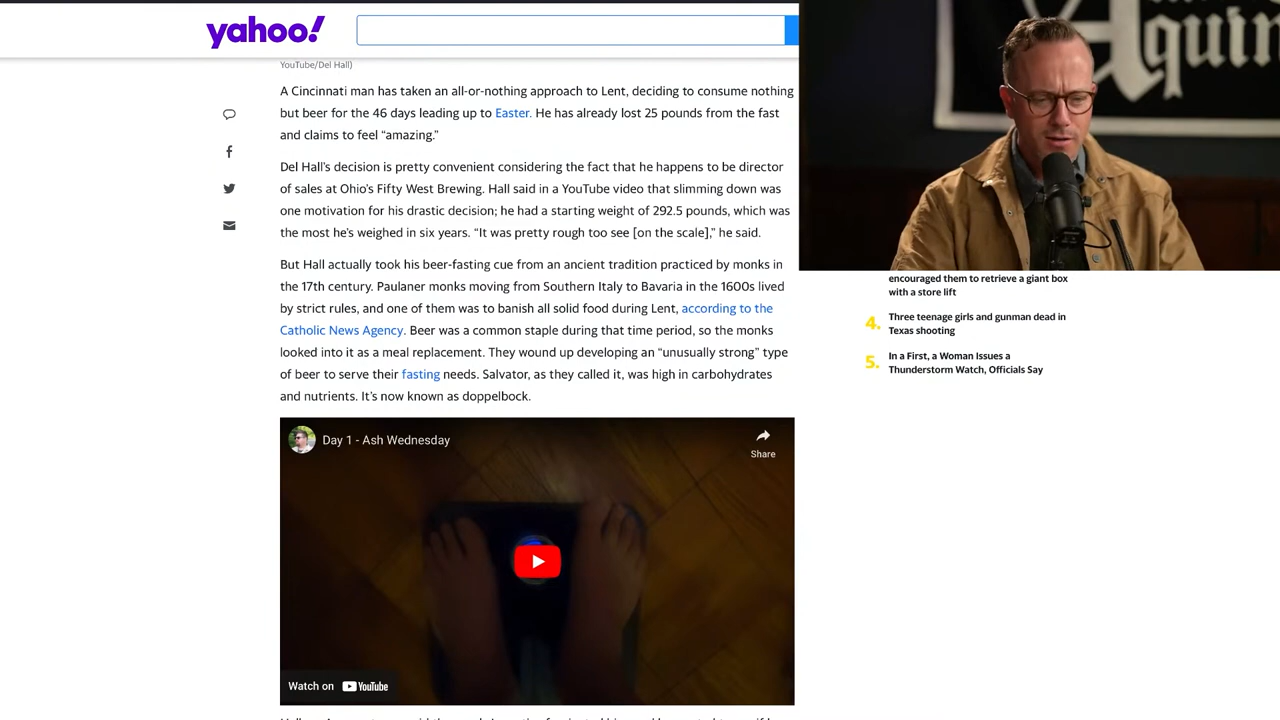 yahoo!
YouTube/Del Hall)
A Cincinnati man has taken an all-or-nothing approach to Lent, deciding to consume nothing
but beer for the 46 days leading up to Easter. He has already lost 25 pounds from the fast
and claims to feel “amazing.”
Del Hall’s decision is pretty convenient considering the fact that he happens to be director
of sales at Ohio’s Fifty West Brewing. Hall said in a YouTube video that slimming down was
one motivation for his drastic decision; he had a starting weight of 292.5 pounds, which was
the most he’s weighed in six years. “It was pretty rough too see [on the scale],” he said.
But Hall actually took his beer-fasting cue from an ancient tradition practiced by monks in
the 17th century. Paulaner monks moving from Southern Italy to Bavaria in the 1600s lived
by strict rules, and one of them was to banish all solid food during Lent, according to the
Catholic News Agency. Beer was a common staple during that time period, so the monks
looked into it as a meal replacement. They wound up developing an “unusually strong” type
of beer to serve their fasting needs. Salvator, as they called it, was high in carbohydrates
and nutrients. It’s now known as doppelbock.
Day 1 - Ash Wednesday
Share
Watch on YouTube
Aquin
encouraged them to retrieve a giant box
with a store lift
4. Three teenage girls and gunman dead in
Texas shooting
5. In a First, a Woman Issues a
Thunderstorm Watch, Officials Say